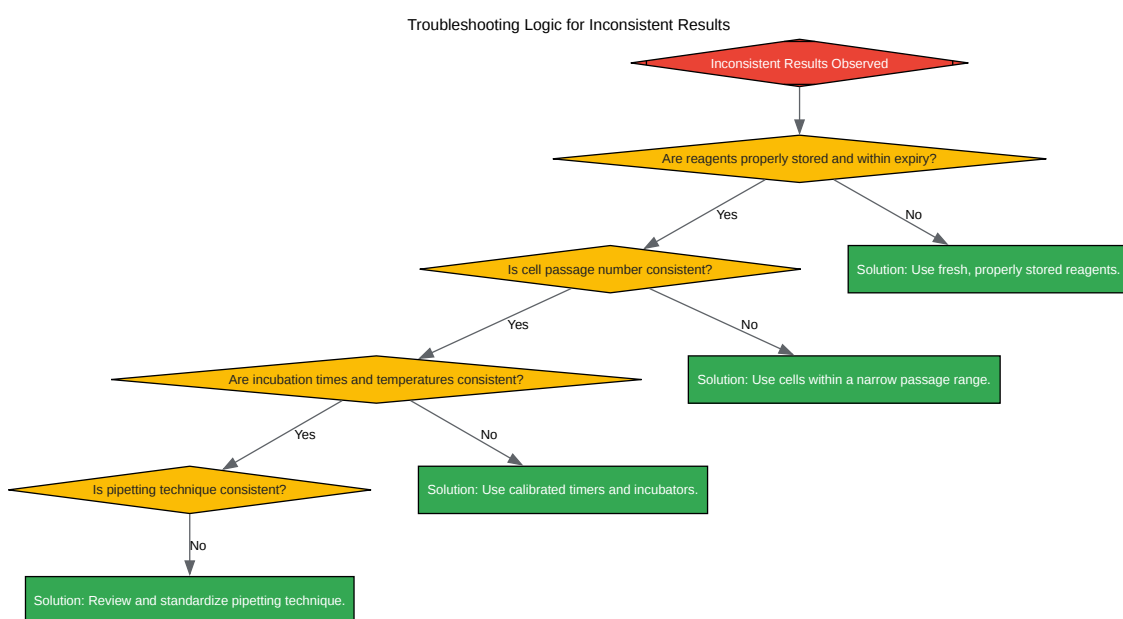 Troubleshooting Logic for Inconsistent Results
Inconsistent Results Observed
Are reagents properly stored and within expiry?
Yes
No
Is cell passage number consistent?
Solution: Use fresh, properly stored reagents.
Yes
No
Are incubation times and temperatures consistent?
Solution: Use cells within a narrow passage range.
Yes
No
Is pipetting technique consistent?
Solution: Use calibrated timers and incubators.
No
Solution: Review and standardize pipetting technique.